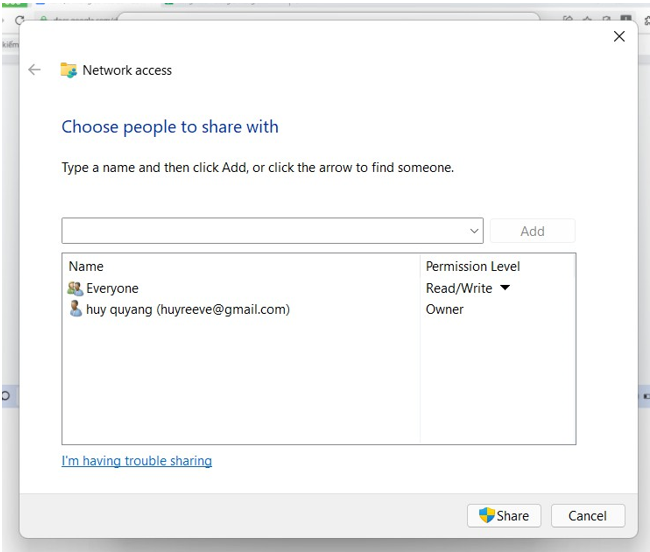 Network access
Choose people to share with
Type a name and then click Add, or click the arrow to find someone.
Add
Name Permission Level
Everyone Read/Write
huy quyang (huyreeve@gmail.com) Owner
I'm having trouble sharing
Share Cancel